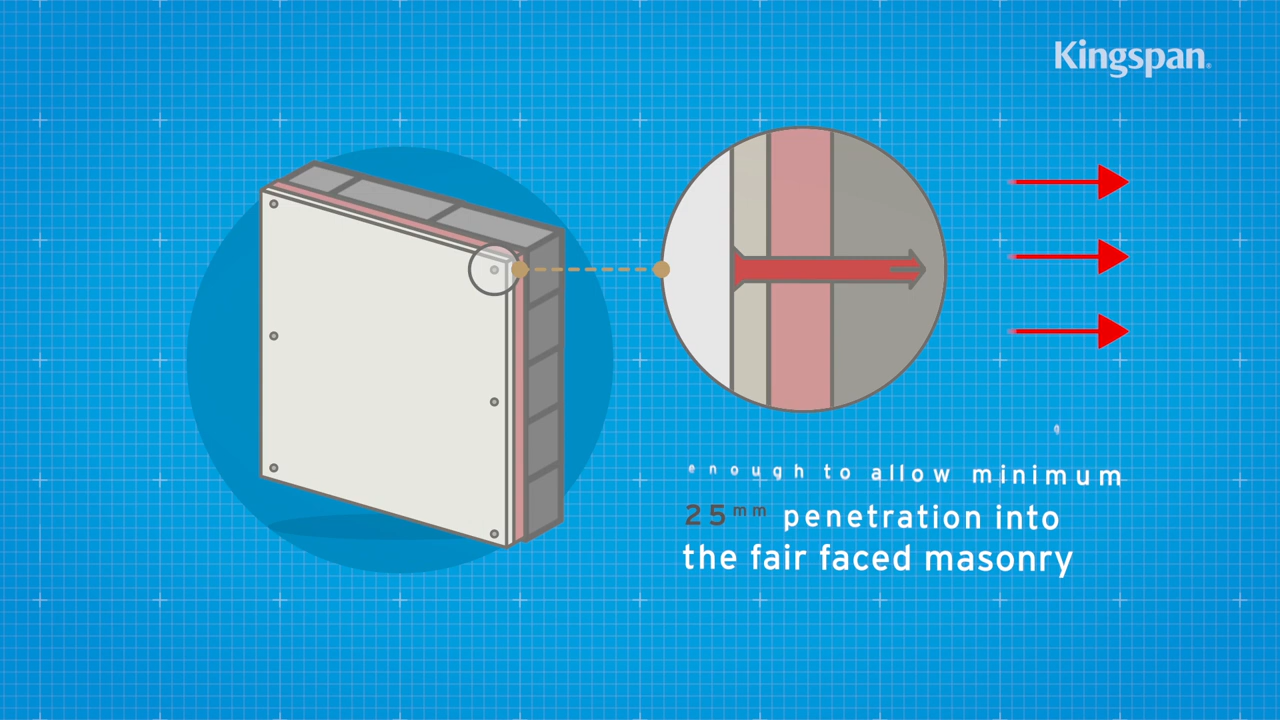 Kingspan
enough to allow minimum
25mm penetration into
the fair faced masonry